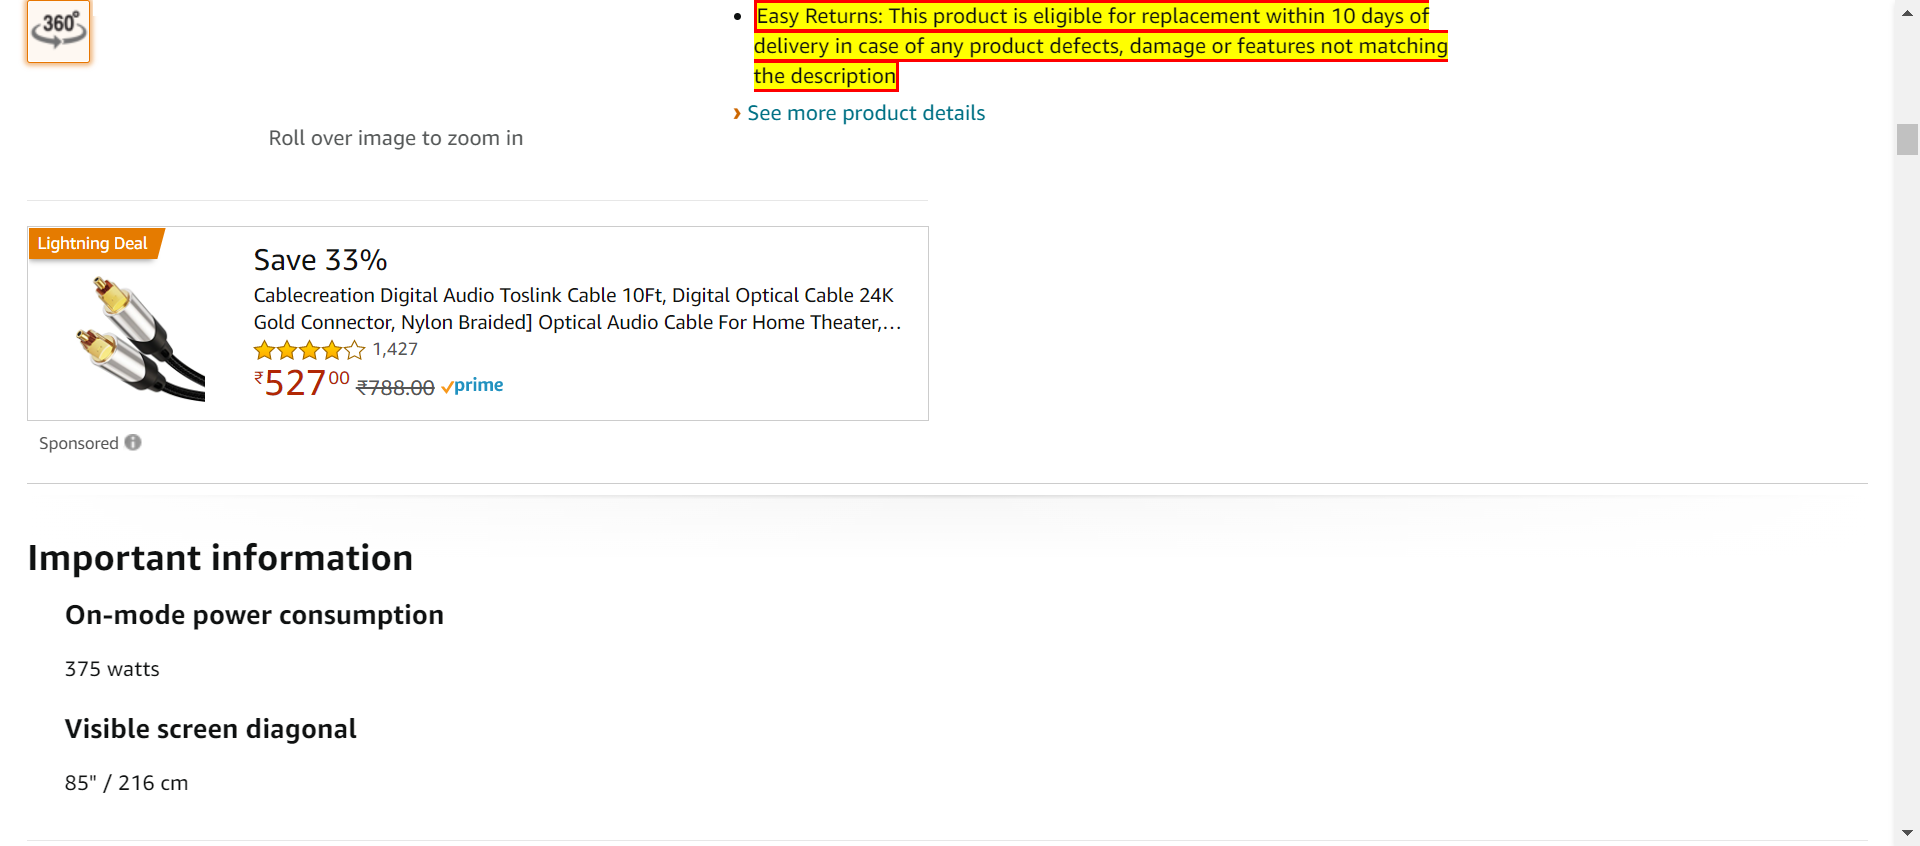 360°
Easy Returns: This product is eligible for replacement within 10 days of
delivery in case of any product defects, damage or features not matching
the description
› See more product details
Roll over image to zoom in
Lightning Deal
Save 33%
Cablecreation Digital Audio Toslink Cable 10Ft, Digital Optical Cable 24K
Gold Connector, Nylon Braided] Optical Audio Cable For Home Theater,…
1,427
₹52700 ₹788.00 prime
Sponsored
Important information
On-mode power consumption
375 watts
Visible screen diagonal
85" / 216 cm